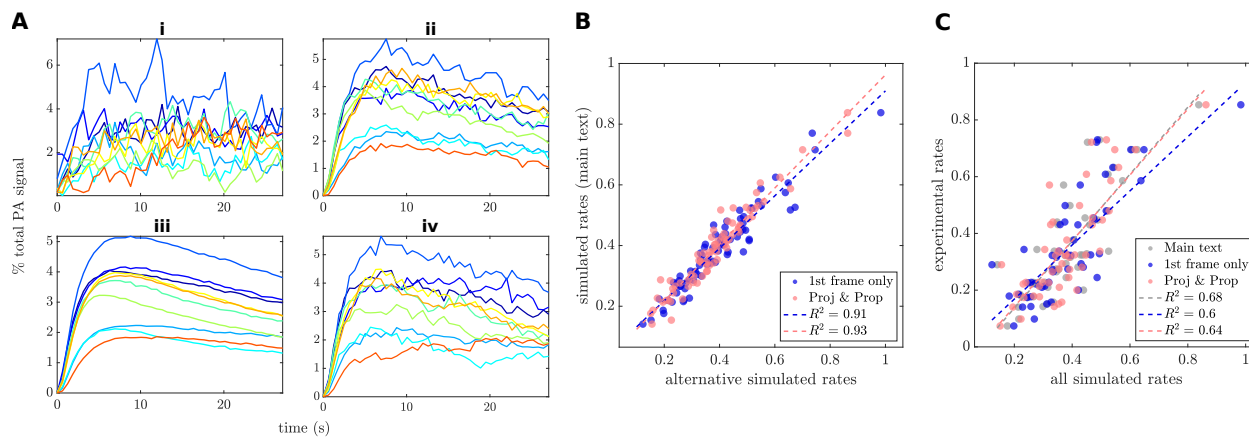 A
B
C
i
ii
iii
iv
% total PA signal
6
4
2
0
10
20
5
4
3
2
1
0
0
10
20
5
4
3
2
1
0
0
10
20
5
4
3
2
1
0
0
10
20
time (s)
simulated rates (main text)
1
0.8
0.6
0.4
0.2
0.2
0.4
0.6
0.8
1
alternative simulated rates
1st frame only
Proj & Prop
R² = 0.91
R² = 0.93
experimental rates
1
0.8
0.6
0.4
0.2
0
0.2
0.4
0.6
0.8
1
all simulated rates
Main text
1st frame only
Proj & Prop
R² = 0.68
R² = 0.6
R² = 0.64